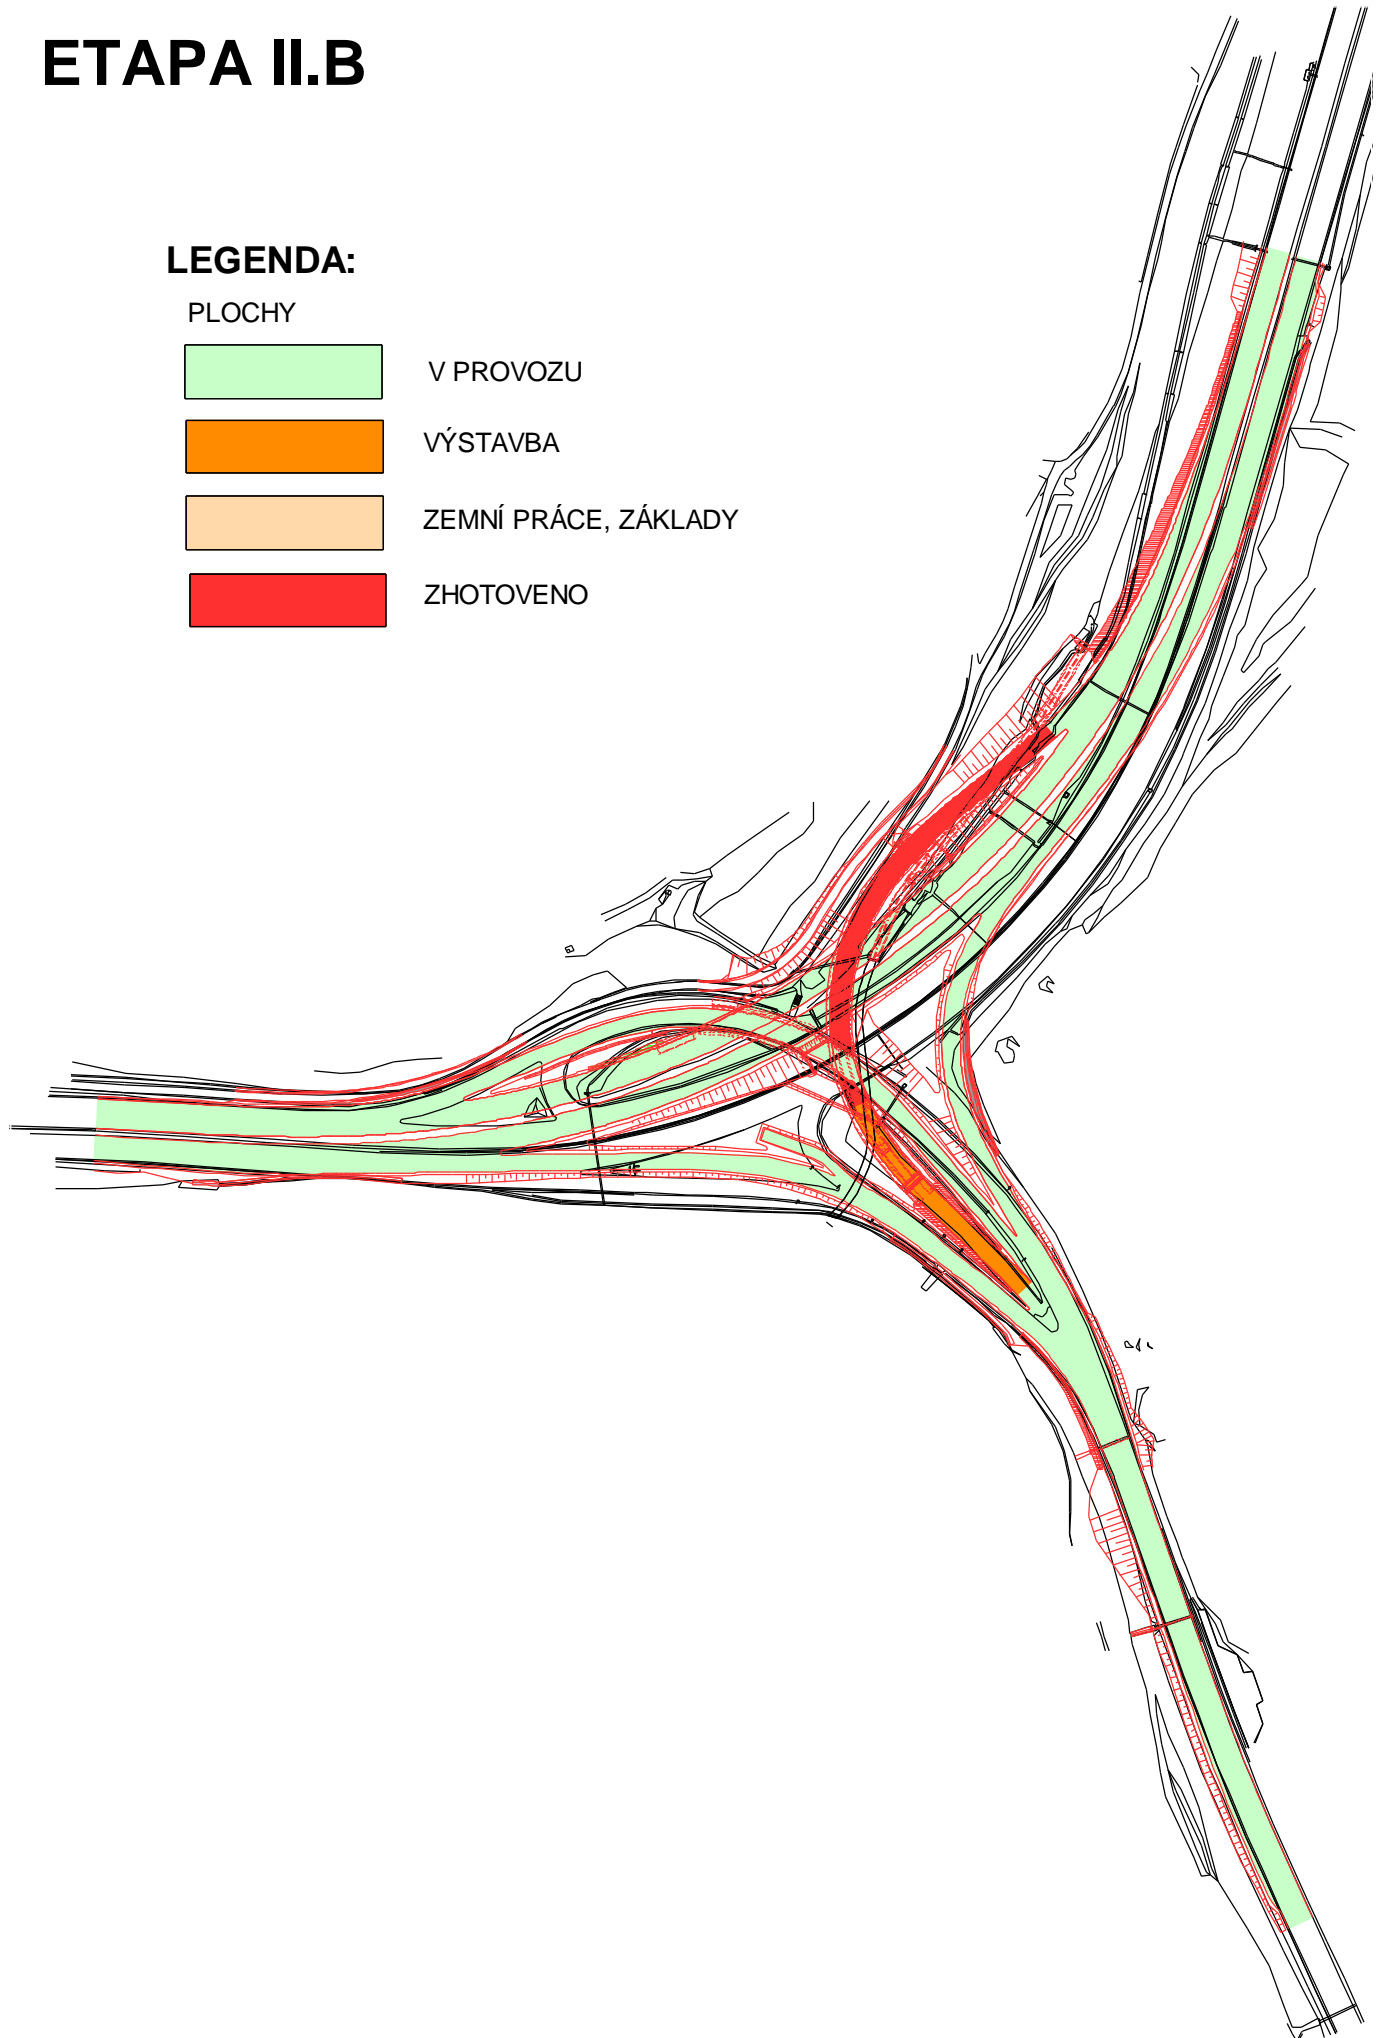 ETAPA II.B
LEGENDA:
PLOCHY
V PROVOZU
VÝSTAVBA
ZEMNÍ PRÁCE, ZÁKLADY
ZHOTOVENO